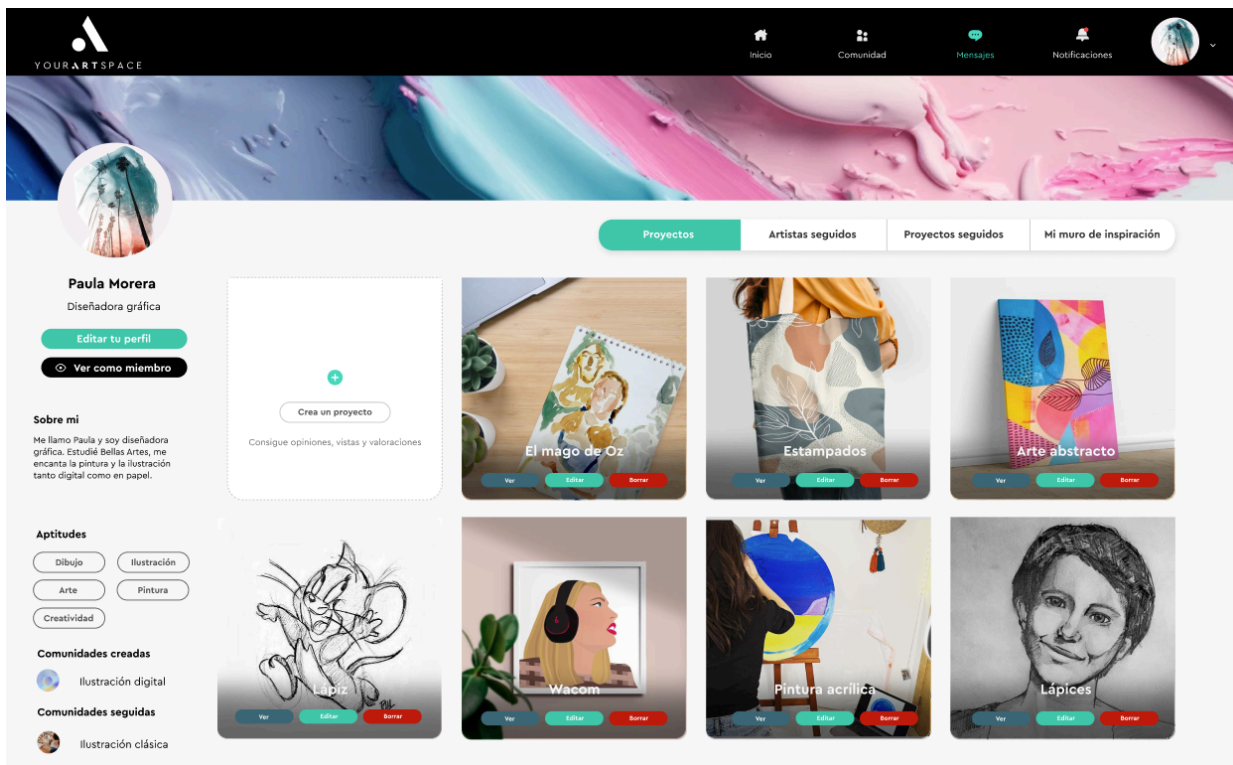 YOURARTSPACE
Inicio
Comunidad
Mensajes
Notificaciones
Proyectos
Artistas seguidos
Proyectos seguidos
Mi muro de inspiración
Paula Morera
Diseñadora gráfica
Editar tu perfil
Ver como miembro
Sobre mi
Me llamo Paula y soy diseñadora
gráfica. Estudié Bellas Artes, me
encanta la pintura y la ilustración
tanto digital como en papel.
Aptitudes
Dibujo
Ilustración
Arte
Pintura
Creatividad
Comunidades creadas
Ilustración digital
Comunidades seguidas
Ilustración clásica
Crea un proyecto
Consigue opiniones, vistas y valoraciones
El mago de Oz
Ver Editar Borrar
Estampados
Ver Editar Borrar
Arte abstracto
Ver Editar Borrar
Lápiz
Ver Editar Borrar
Wacom
Ver Editar Borrar
Pintura acrílica
Ver Editar Borrar
Lápices
Ver Editar Borrar